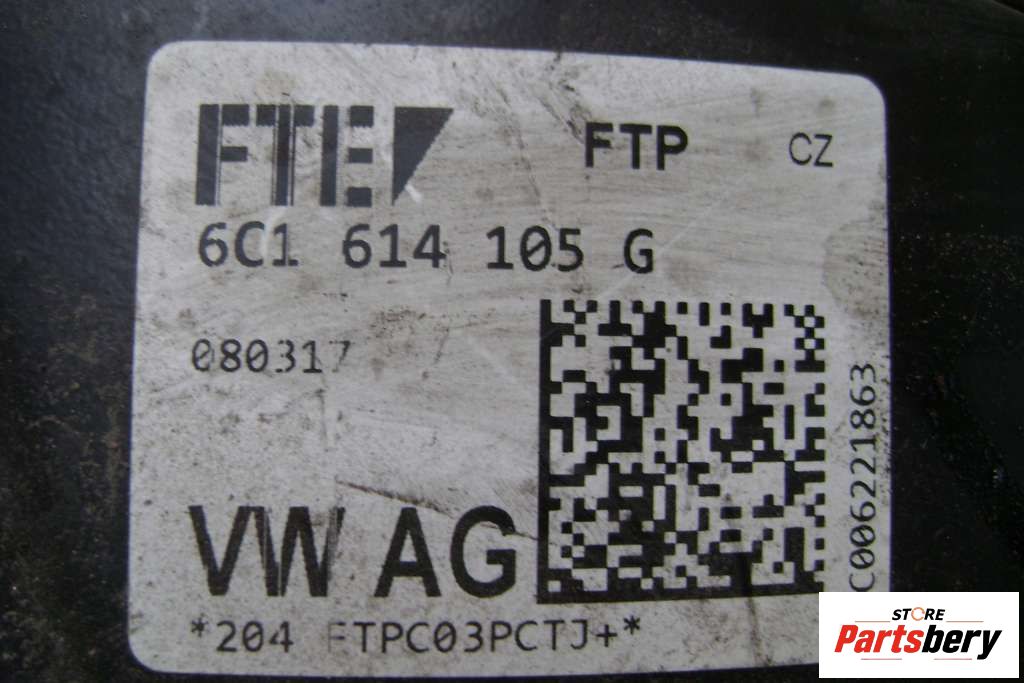 FTE FTP CZ
6C1 614 105 G
080317
C006221863
VW AG
*204 FTPC03PCTJ+*
STORE
Partsbery